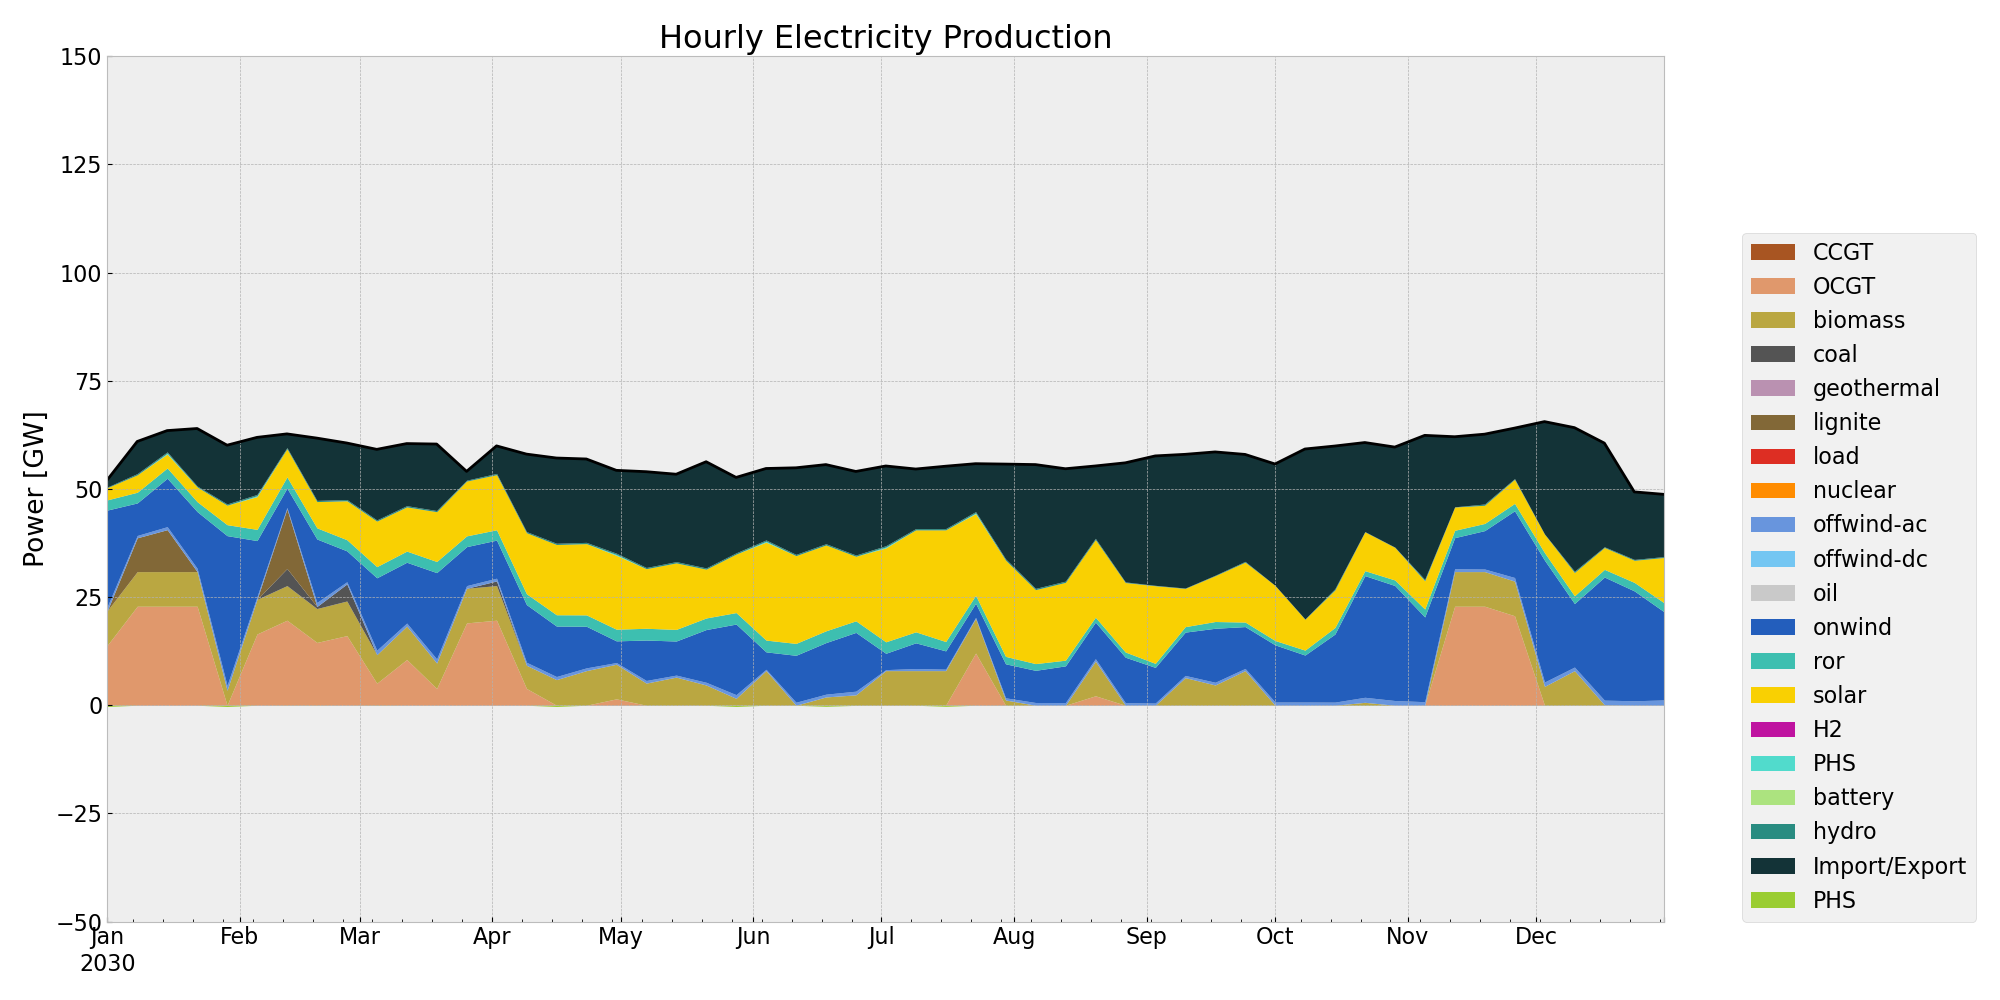 Hourly Electricity Production
Power [GW]
150
125
100
75
50
25
0
−25
−50
Jan
2030
Feb
Mar
Apr
May
Jun
Jul
Aug
Sep
Oct
Nov
Dec
CCGT
OCGT
biomass
coal
geothermal
lignite
load
nuclear
offwind-ac
offwind-dc
oil
onwind
ror
solar
H2
PHS
battery
hydro
Import/Export
PHS